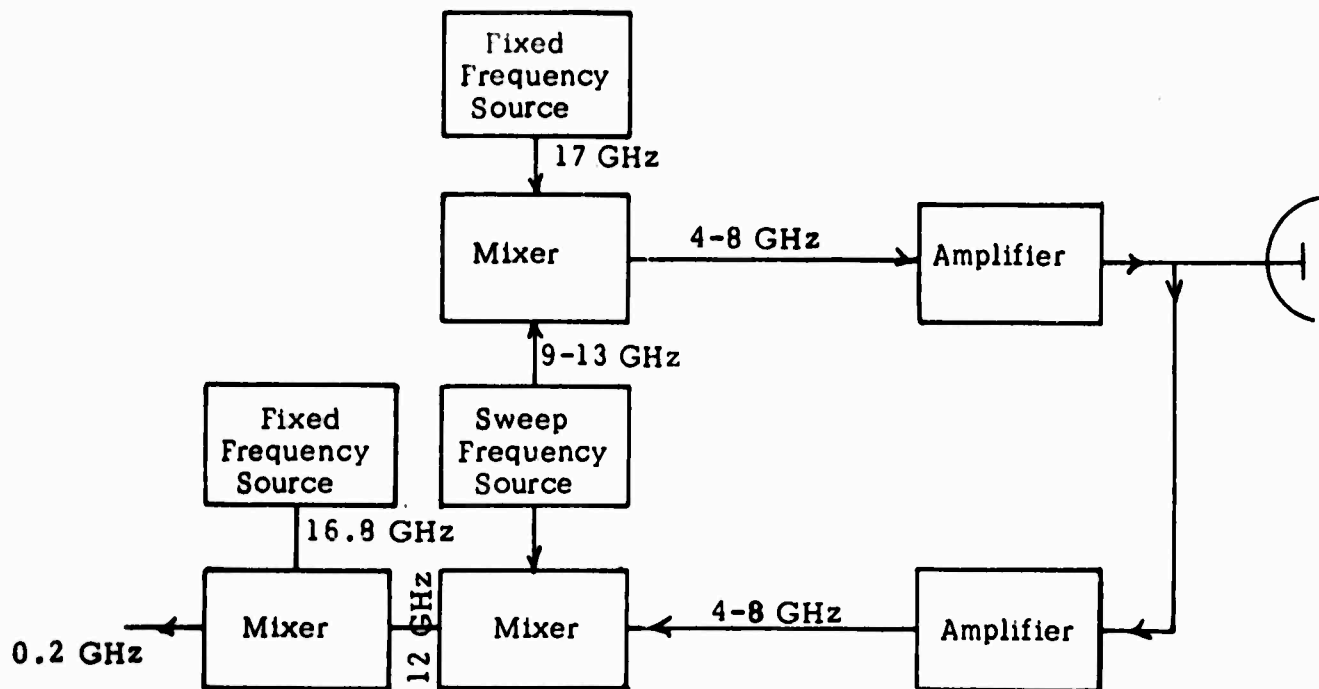 Fixed
Frequency
Source
17 GHz
Mixer
4-8 GHz
Amplifier
9-13 GHz
Fixed
Frequency
Source
Sweep
Frequency
Source
16.8 GHz
Mixer
12 GHz
Mixer
4-8 GHz
Amplifier
0.2 GHz